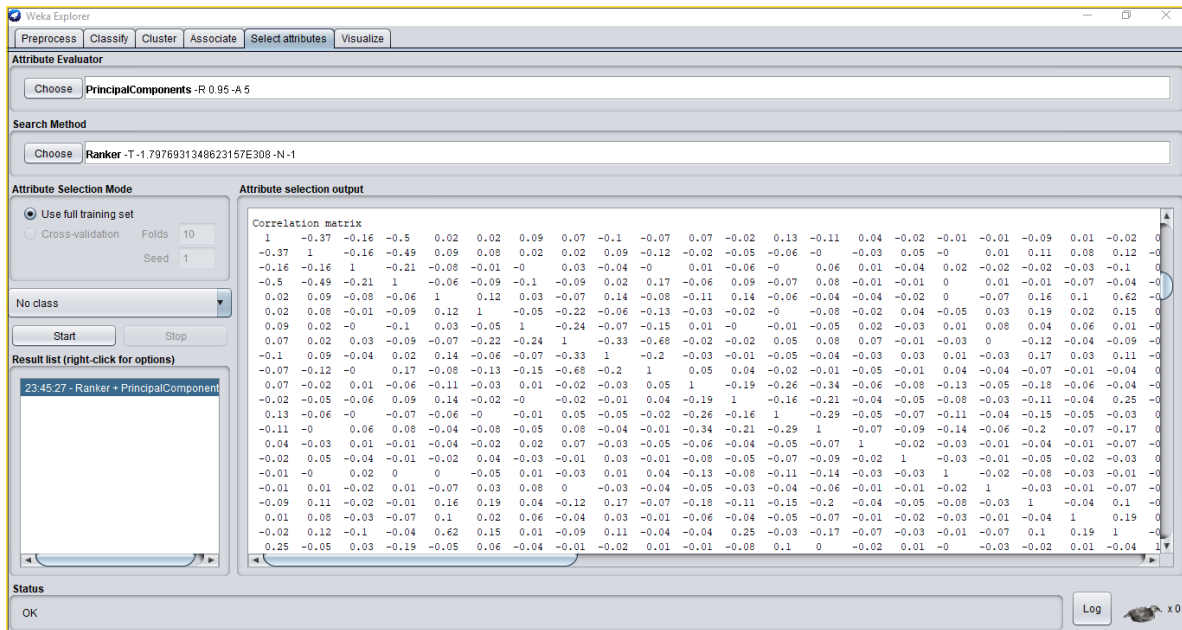 Weka Explorer
Preprocess Classify Cluster Associate Select attributes Visualize
Attribute Evaluator
Choose PrincipalComponents -R 0.95 -A 5
Search Method
Choose Ranker -T -1.7976931348623157E308 -N -1
Attribute Selection Mode
Use full training set
Cross-validation Folds 10
Seed 1
No class
Start Stop
Result list (right-click for options)
23:45:27 - Ranker + PrincipalComponent
Attribute selection output
Correlation matrix
1 -0.37 -0.16 -0.5 0.02 0.02 0.09 0.07 -0.1 -0.07 0.07 -0.02 0.13 -0.11 0.04 -0.02 -0.01 -0.01 -0.09 0.01 -0.02 0
-0.37 1 -0.16 -0.49 0.09 0.08 0.02 0.02 0.09 -0.12 -0.02 -0.05 -0.06 -0 -0.03 0.05 -0 0.01 0.11 0.08 0.12 -0
-0.16 -0.16 1 -0.21 -0.08 -0.01 -0 0.03 -0.04 -0 0.01 -0.06 -0 0.06 0.01 -0.04 0.02 -0.02 -0.02 -0.03 -0.1 0
-0.5 -0.49 -0.21 1 -0.06 -0.09 -0.1 -0.09 0.02 0.17 -0.06 0.09 -0.07 0.08 -0.01 -0.01 0 0.01 -0.01 -0.07 -0.04 -0
0.02 0.09 -0.08 -0.06 1 0.12 0.03 -0.07 0.14 -0.08 -0.11 0.14 -0.06 -0.04 -0.04 -0.02 0 -0.07 0.16 0.1 0.62 -0
0.02 0.08 -0.01 -0.09 0.12 1 -0.05 -0.22 -0.06 -0.13 -0.03 -0.02 -0 -0.08 -0.02 0.04 -0.05 0.03 0.19 0.02 0.15 0
0.09 0.02 -0 -0.1 0.03 -0.05 1 -0.24 -0.07 -0.15 0.01 -0 -0.01 -0.05 0.02 -0.03 0.01 0.08 0.04 0.06 0.01 -0
0.07 0.02 0.03 -0.09 -0.07 -0.22 -0.24 1 -0.33 -0.68 -0.02 -0.02 0.05 0.08 0.07 -0.01 -0.03 0 -0.12 -0.04 -0.09 -0
-0.1 0.09 -0.04 0.02 0.14 -0.06 -0.07 -0.33 1 -0.2 -0.03 -0.01 -0.05 -0.04 -0.03 0.03 0.01 -0.03 0.17 0.03 0.11 -0
-0.07 -0.12 -0 0.17 -0.08 -0.13 -0.15 -0.68 -0.2 1 0.05 0.04 -0.02 -0.01 -0.05 -0.01 0.04 -0.04 -0.07 -0.01 -0.04 0
0.07 -0.02 0.01 -0.06 -0.11 -0.03 0.01 -0.02 -0.03 0.05 1 -0.19 -0.26 -0.34 -0.06 -0.08 -0.13 -0.05 -0.18 -0.06 -0.04 -0
-0.02 -0.05 -0.06 0.09 0.14 -0.02 -0 -0.02 -0.01 0.04 -0.19 1 -0.16 -0.21 -0.04 -0.05 -0.08 -0.03 -0.11 -0.04 0.25 -0
0.13 -0.06 -0 -0.07 -0.06 -0 -0.01 0.05 -0.05 -0.02 -0.26 -0.16 1 -0.29 -0.05 -0.07 -0.11 -0.04 -0.15 -0.05 -0.03 0
-0.11 -0 0.06 0.08 -0.04 -0.08 -0.05 0.08 -0.04 -0.01 -0.34 -0.21 -0.29 1 -0.07 -0.09 -0.14 -0.06 -0.2 -0.07 -0.17 0
0.04 -0.03 0.01 -0.01 -0.04 -0.02 0.02 0.07 -0.03 -0.05 -0.06 -0.04 -0.05 -0.07 1 -0.02 -0.03 -0.01 -0.04 -0.01 -0.07 -0
-0.02 0.05 -0.04 -0.01 -0.02 0.04 -0.03 -0.01 0.03 -0.01 -0.08 -0.05 -0.07 -0.09 -0.02 1 -0.03 -0.01 -0.05 -0.02 -0.03 0
-0.01 -0 0.02 0 0 -0.05 0.01 -0.03 0.01 0.04 -0.13 -0.08 -0.11 -0.14 -0.03 -0.03 1 -0.02 -0.08 -0.03 -0.01 -0
-0.01 0.01 -0.02 0.01 -0.07 0.03 0.08 0 -0.03 -0.04 -0.05 -0.03 -0.04 -0.06 -0.01 -0.01 -0.02 1 -0.03 -0.01 -0.07 -0
-0.09 0.11 -0.02 -0.01 0.16 0.19 0.04 -0.12 0.17 -0.07 -0.18 -0.11 -0.15 -0.2 -0.04 -0.05 -0.08 -0.03 1 -0.04 0.1 -0
0.01 0.08 -0.03 -0.07 0.1 0.02 0.06 -0.04 0.03 -0.01 -0.06 -0.04 -0.05 -0.07 -0.01 -0.02 -0.03 -0.01 -0.04 1 0.19 0
-0.02 0.12 -0.1 -0.04 0.62 0.15 0.01 -0.09 0.11 -0.04 -0.04 0.25 -0.03 -0.17 -0.07 -0.03 -0.01 -0.07 0.1 0.19 1 -0
0.25 -0.05 0.03 -0.19 -0.05 0.06 -0.04 -0.01 -0.02 0.01 -0.01 -0.08 0.1 0 -0.02 0.01 -0 -0.03 -0.02 0.01 -0.04 1
Status
OK
Log
x 0